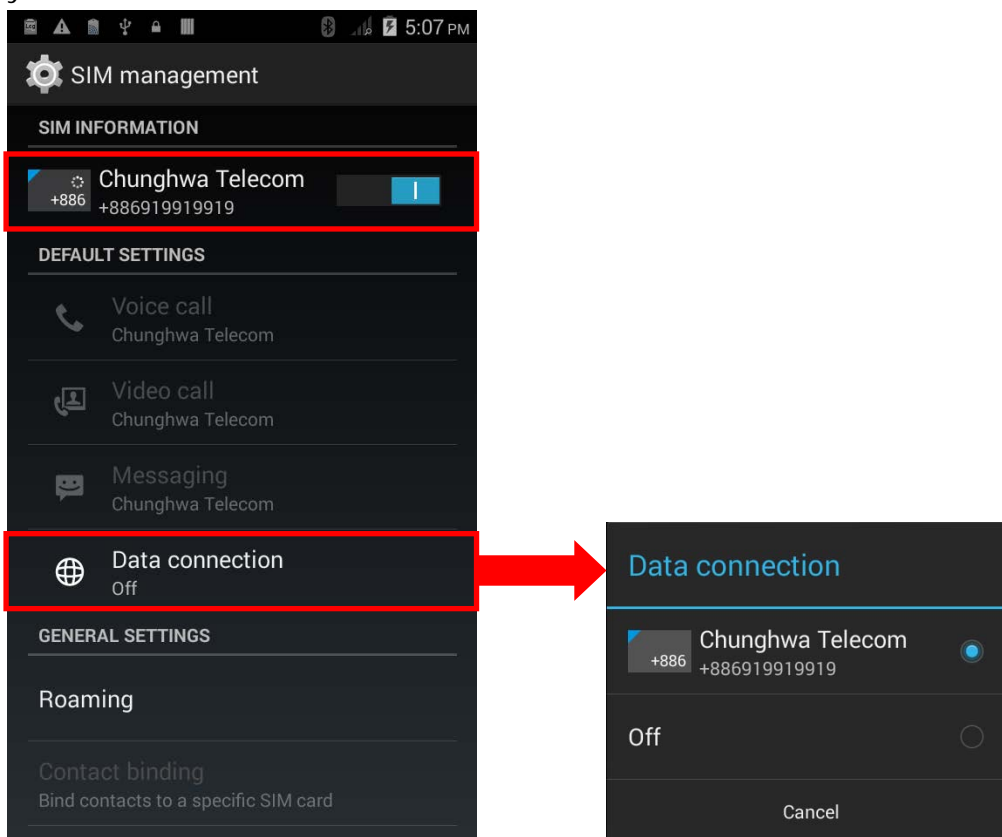 5:07 PM
SIM management
SIM INFORMATION
Chunghwa Telecom
+886
+886919919919
DEFAULT SETTINGS
Voice call
Chunghwa Telecom
Video call
Chunghwa Telecom
Messaging
Chunghwa Telecom
Data connection
Off
GENERAL SETTINGS
Roaming
Contact binding
Bind contacts to a specific SIM card
Data connection
Chunghwa Telecom
+886
+886919919919
Off
Cancel